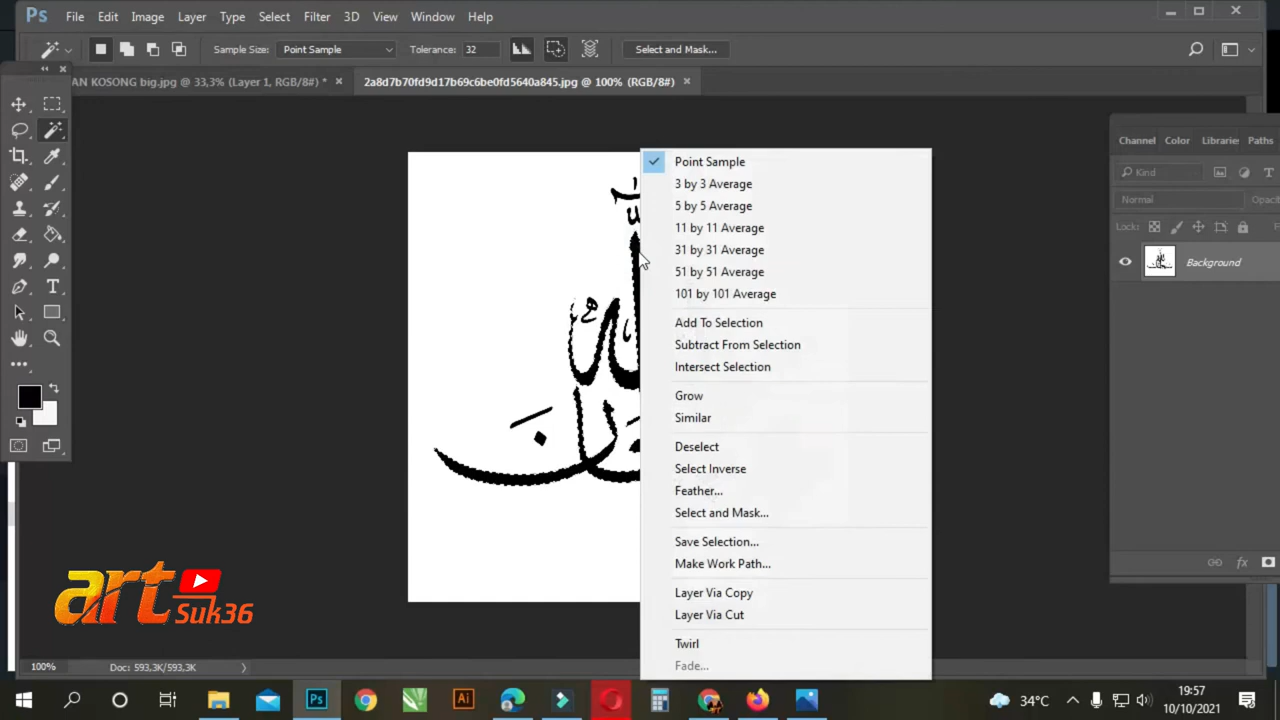 Ps File Edit Image Layer Type Select Filter 3D View Window Help
Sample Size: Point Sample Tolerance: 32 Select and Mask...
AN KOSONG big.jpg @ 33,3% (Layer 1, RGB/8#) * 2a8d7b70fd9d17b69c6be0fd5640a845.jpg @ 100% (RGB/8#)
Channel Color Librarie Paths
Kind
Normal Opaci
Lock:
Background
Point Sample
3 by 3 Average
5 by 5 Average
11 by 11 Average
31 by 31 Average
51 by 51 Average
101 by 101 Average
Add To Selection
Subtract From Selection
Intersect Selection
Grow
Similar
Deselect
Select Inverse
Feather...
Select and Mask...
Save Selection...
Make Work Path...
Layer Via Copy
Layer Via Cut
Twirl
Fade...
art
Suk36
100% Doc: 593,3K/593,3K
Ps Ai 34°C 19:57
10/10/2021